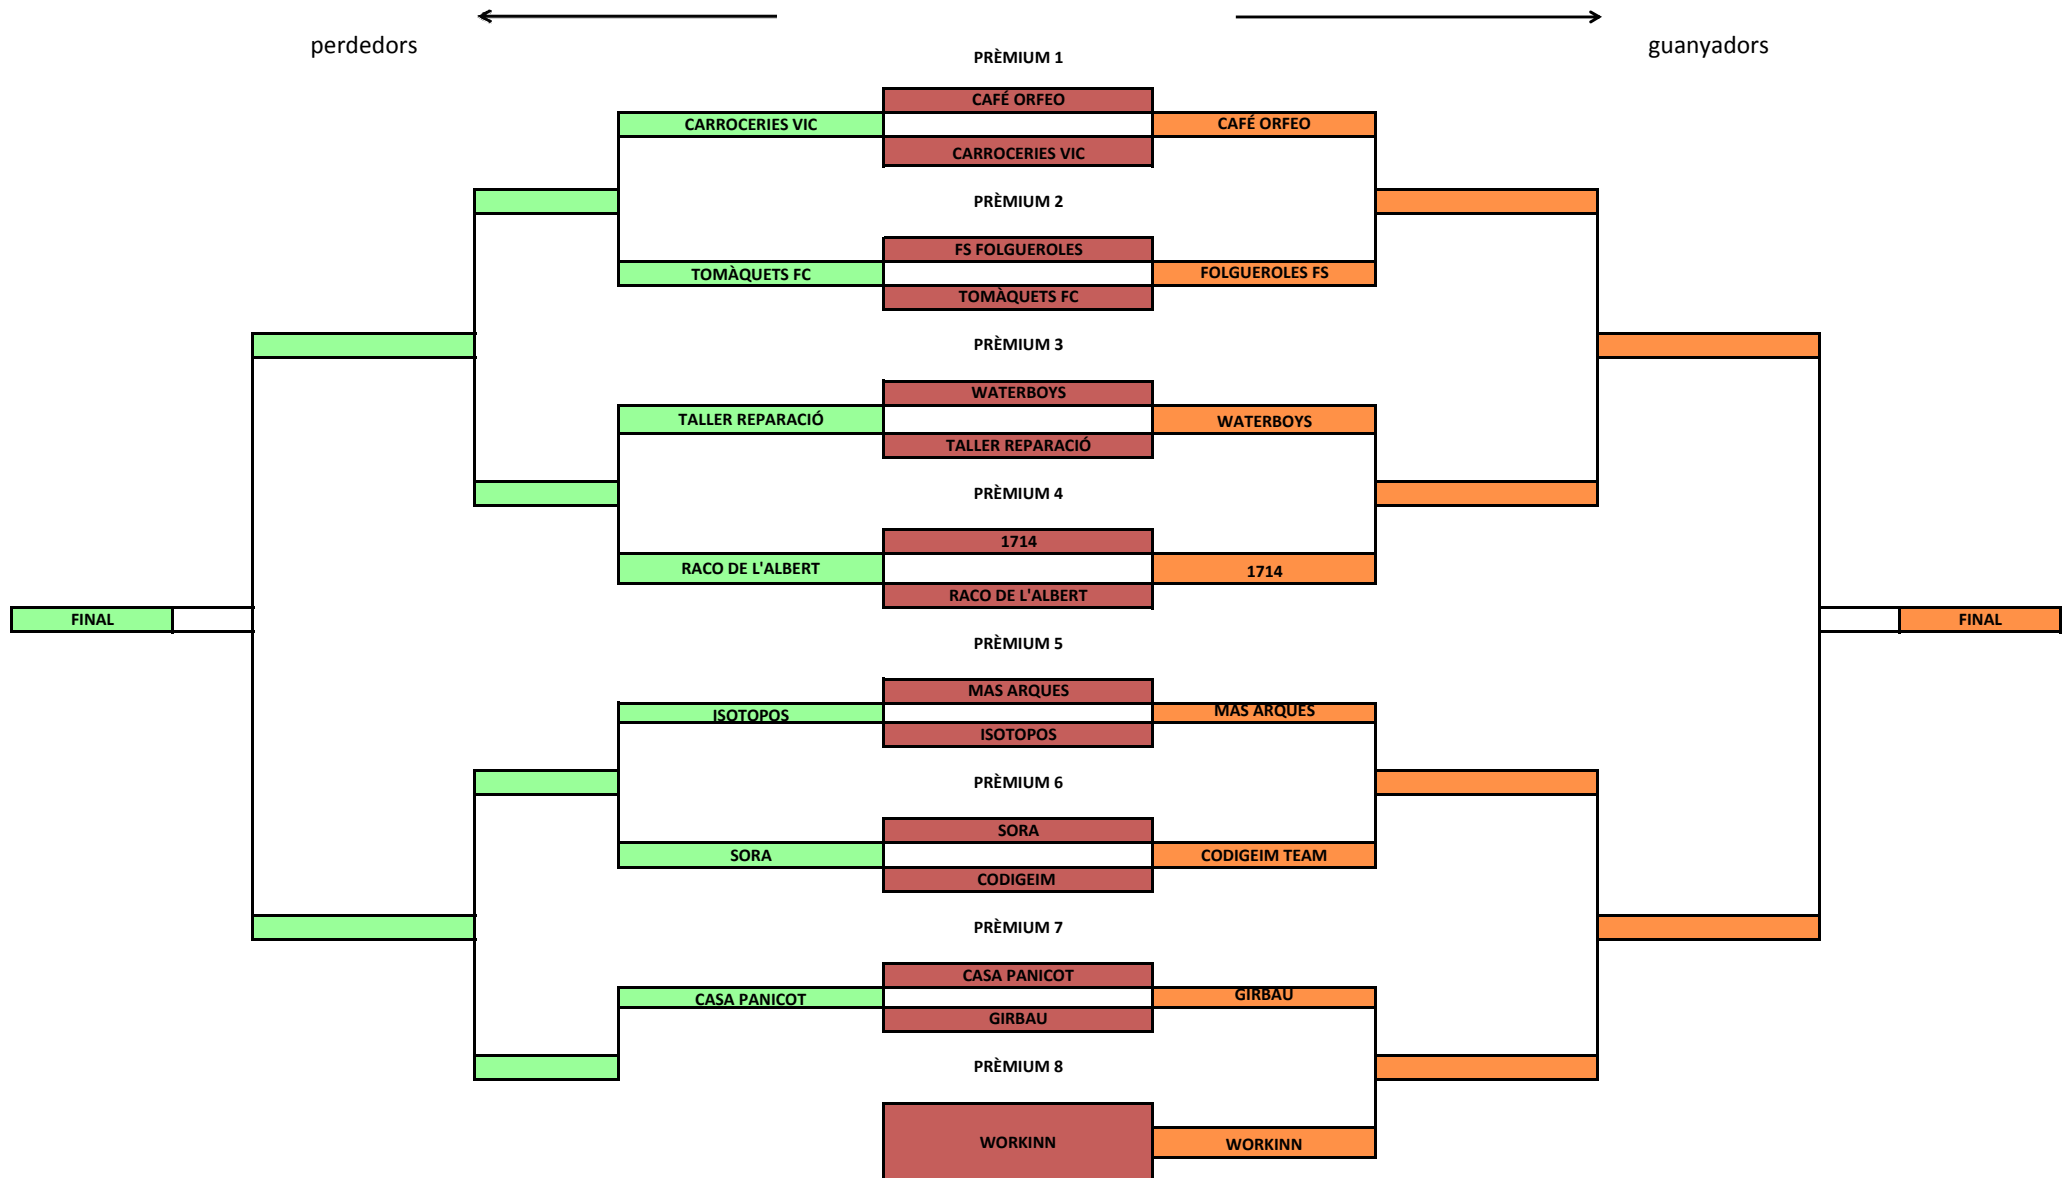 perdedors
guanyadors
PRÈMIUM 1
CAFÉ ORFEO
CARROCERIES VIC
CAFÉ ORFEO
CARROCERIES VIC
PRÈMIUM 2
FS FOLGUEROLES
TOMÀQUETS FC
FOLGUEROLES FS
TOMÀQUETS FC
PRÈMIUM 3
WATERBOYS
TALLER REPARACIÓ
WATERBOYS
TALLER REPARACIÓ
PRÈMIUM 4
1714
RACO DE L'ALBERT
1714
RACO DE L'ALBERT
FINAL
FINAL
PRÈMIUM 5
MAS ARQUES
ISOTOPOS
MAS ARQUES
ISOTOPOS
PRÈMIUM 6
SORA
SORA
CODIGEIM TEAM
CODIGEIM
PRÈMIUM 7
CASA PANICOT
CASA PANICOT
GIRBAU
GIRBAU
PRÈMIUM 8
WORKINN
WORKINN